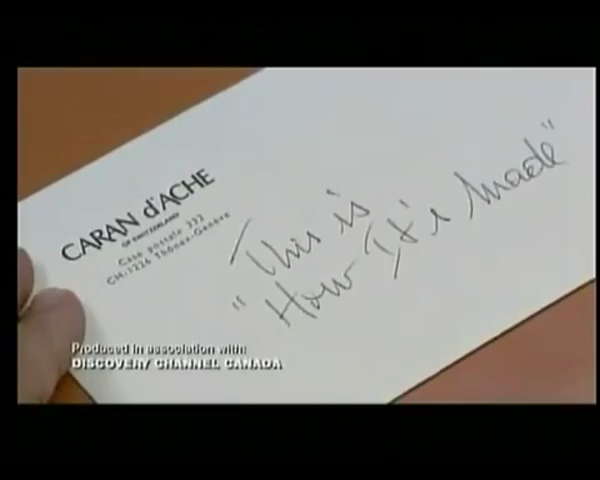 CARAN d'ACHE
OF SWITZERLAND
Case postale 332
CH-1226 Thônex-Genève
This is
"How It's Made"
Produced in association with:
DISCOVERY CHANNEL CANADA